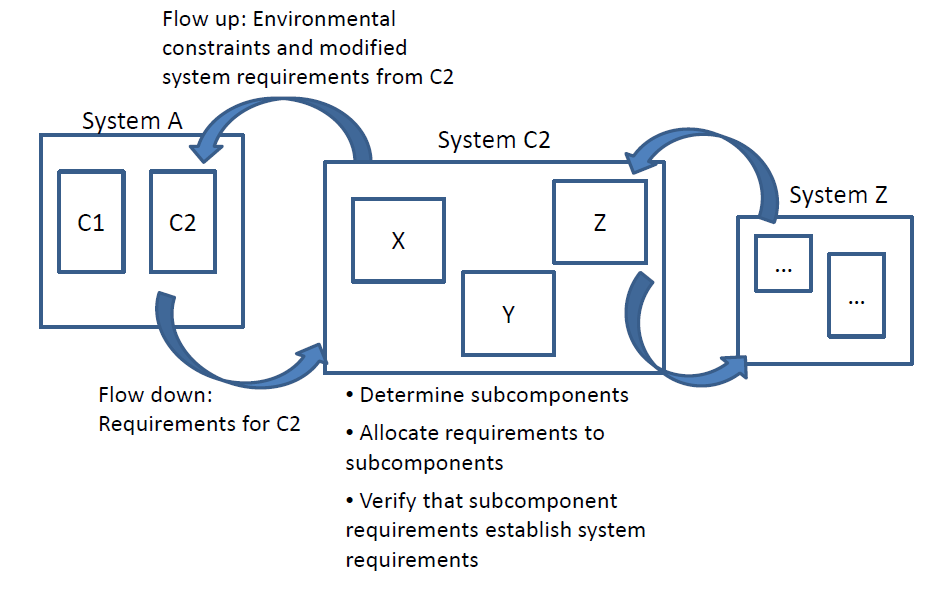 Flow up: Environmental
constraints and modified
system requirements from C2
System A
C1
C2
Flow down:
Requirements for C2
System C2
X
Z
Y
• Determine subcomponents
• Allocate requirements to
subcomponents
• Verify that subcomponent
requirements establish system
requirements
System Z
...
...